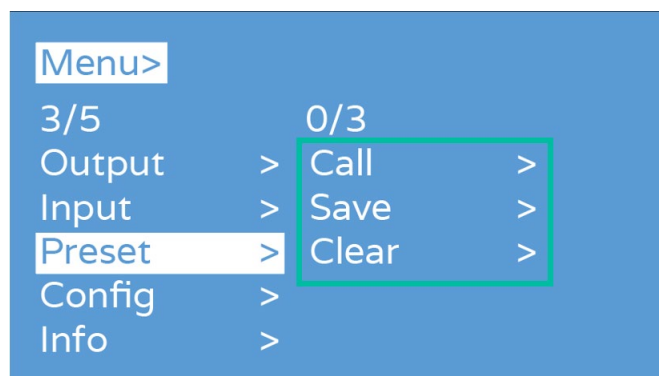 Menu>
3/5 0/3
Output > Call >
Input > Save >
Preset > Clear >
Config >
Info >